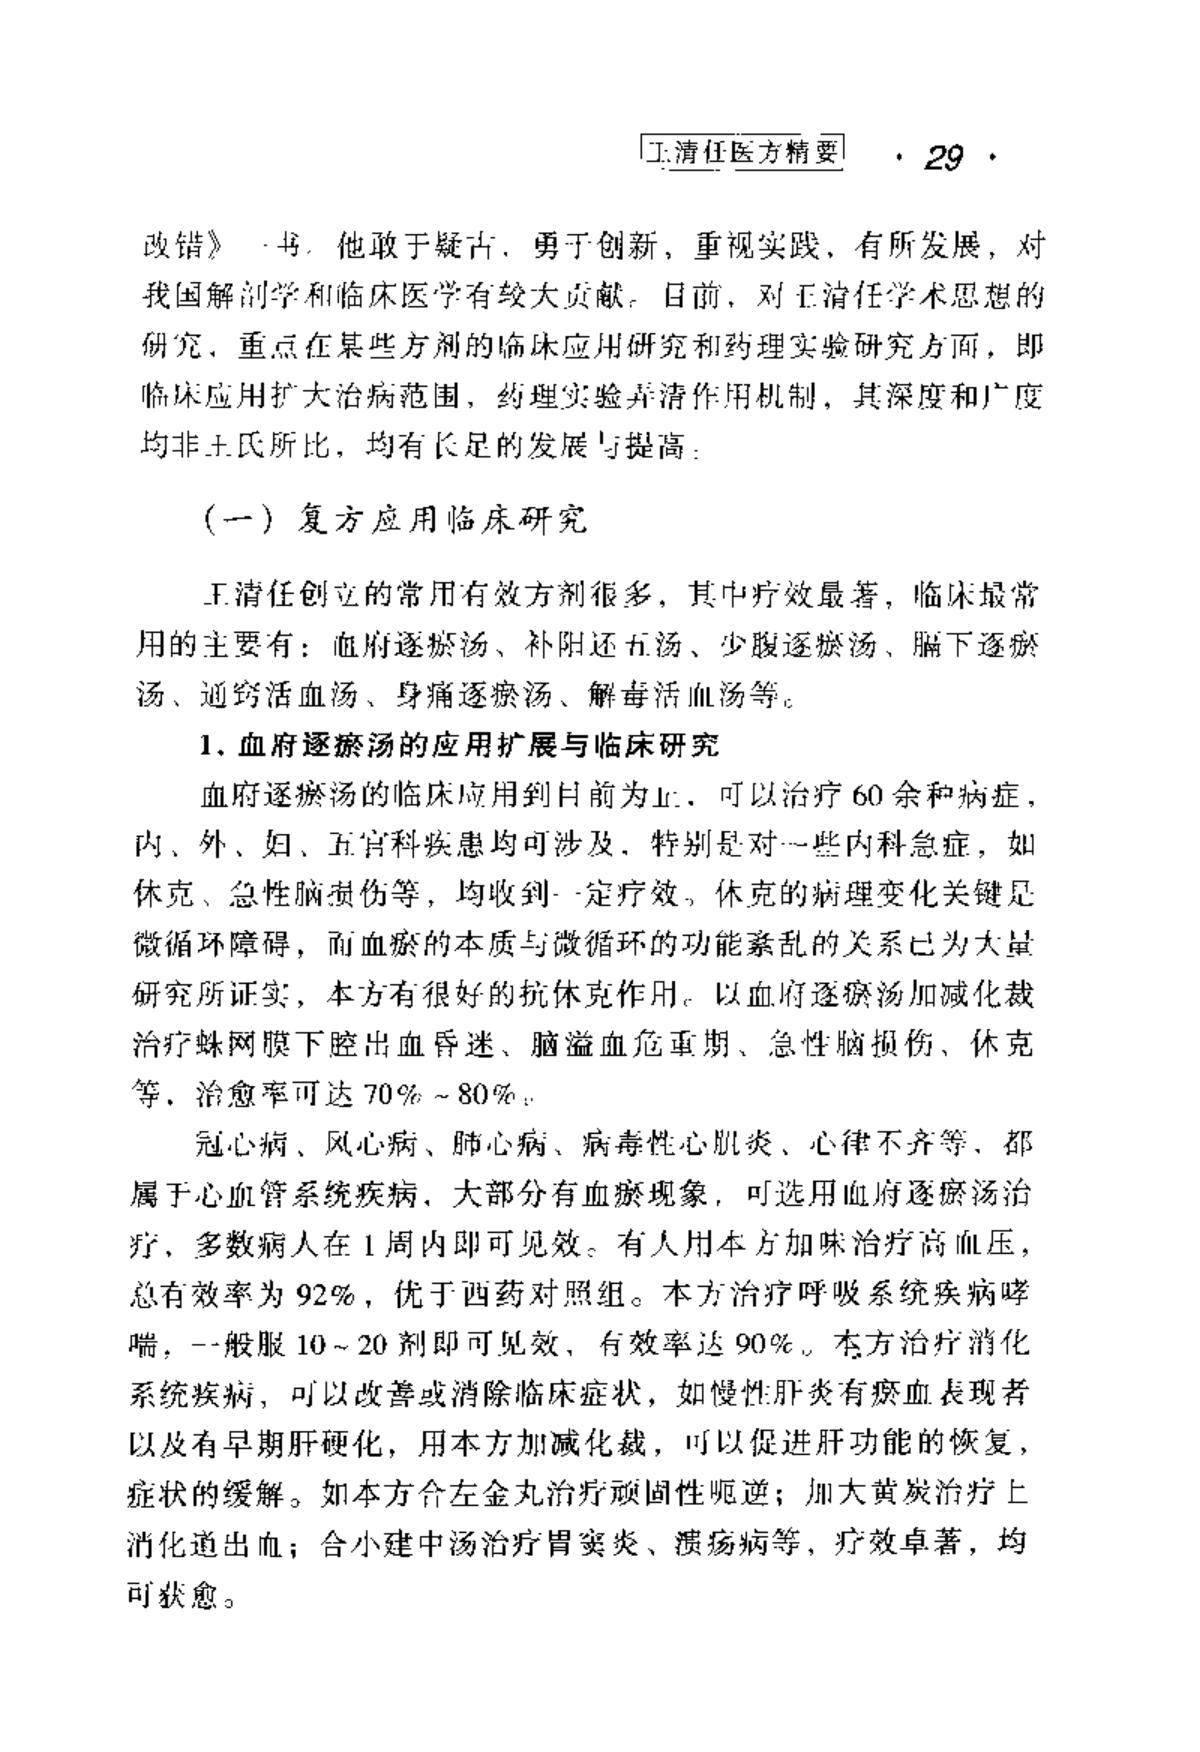 王清任医方精要 · 29 ·
改错》一书。他敢于疑古，勇于创新，重视实践，有所发展，对
我国解剖学和临床医学有较大贡献。目前，对王清任学术思想的
研究，重点在某些方剂的临床应用研究和药理实验研究方面，即
临床应用扩大治病范围，药理实验弄清作用机制，其深度和广度
均非王氏所比，均有长足的发展与提高：
（一）复方应用临床研究
王清任创立的常用有效方剂很多，其中疗效最著，临床最常
用的主要有：血府逐瘀汤、补阳还五汤、少腹逐瘀汤、膈下逐瘀
汤、通窍活血汤、身痛逐瘀汤、解毒活血汤等。
1. 血府逐瘀汤的应用扩展与临床研究
血府逐瘀汤的临床应用到目前为止，可以治疗 60 余种病症，
内、外、妇、五官科疾患均可涉及，特别是对一些内科急症，如
休克、急性脑损伤等，均收到一定疗效。休克的病理变化关键是
微循环障碍，而血瘀的本质与微循环的功能紊乱的关系已为大量
研究所证实，本方有很好的抗休克作用。以血府逐瘀汤加减化裁
治疗蛛网膜下腔出血昏迷、脑溢血危重期、急性脑损伤、休克
等，治愈率可达 70%～80%。
冠心病、风心病、肺心病、病毒性心肌炎、心律不齐等，都
属于心血管系统疾病，大部分有血瘀现象，可选用血府逐瘀汤治
疗，多数病人在 1 周内即可见效。有人用本方加味治疗高血压，
总有效率为 92%，优于西药对照组。本方治疗呼吸系统疾病哮
喘，一般服 10～20 剂即可见效，有效率达 90%。本方治疗消化
系统疾病，可以改善或消除临床症状，如慢性肝炎有瘀血表现者
以及有早期肝硬化，用本方加减化裁，可以促进肝功能的恢复，
症状的缓解。如本方合左金丸治疗顽固性呃逆；加大黄炭治疗上
消化道出血；合小建中汤治疗胃窦炎、溃疡病等，疗效卓著，均
可获愈。